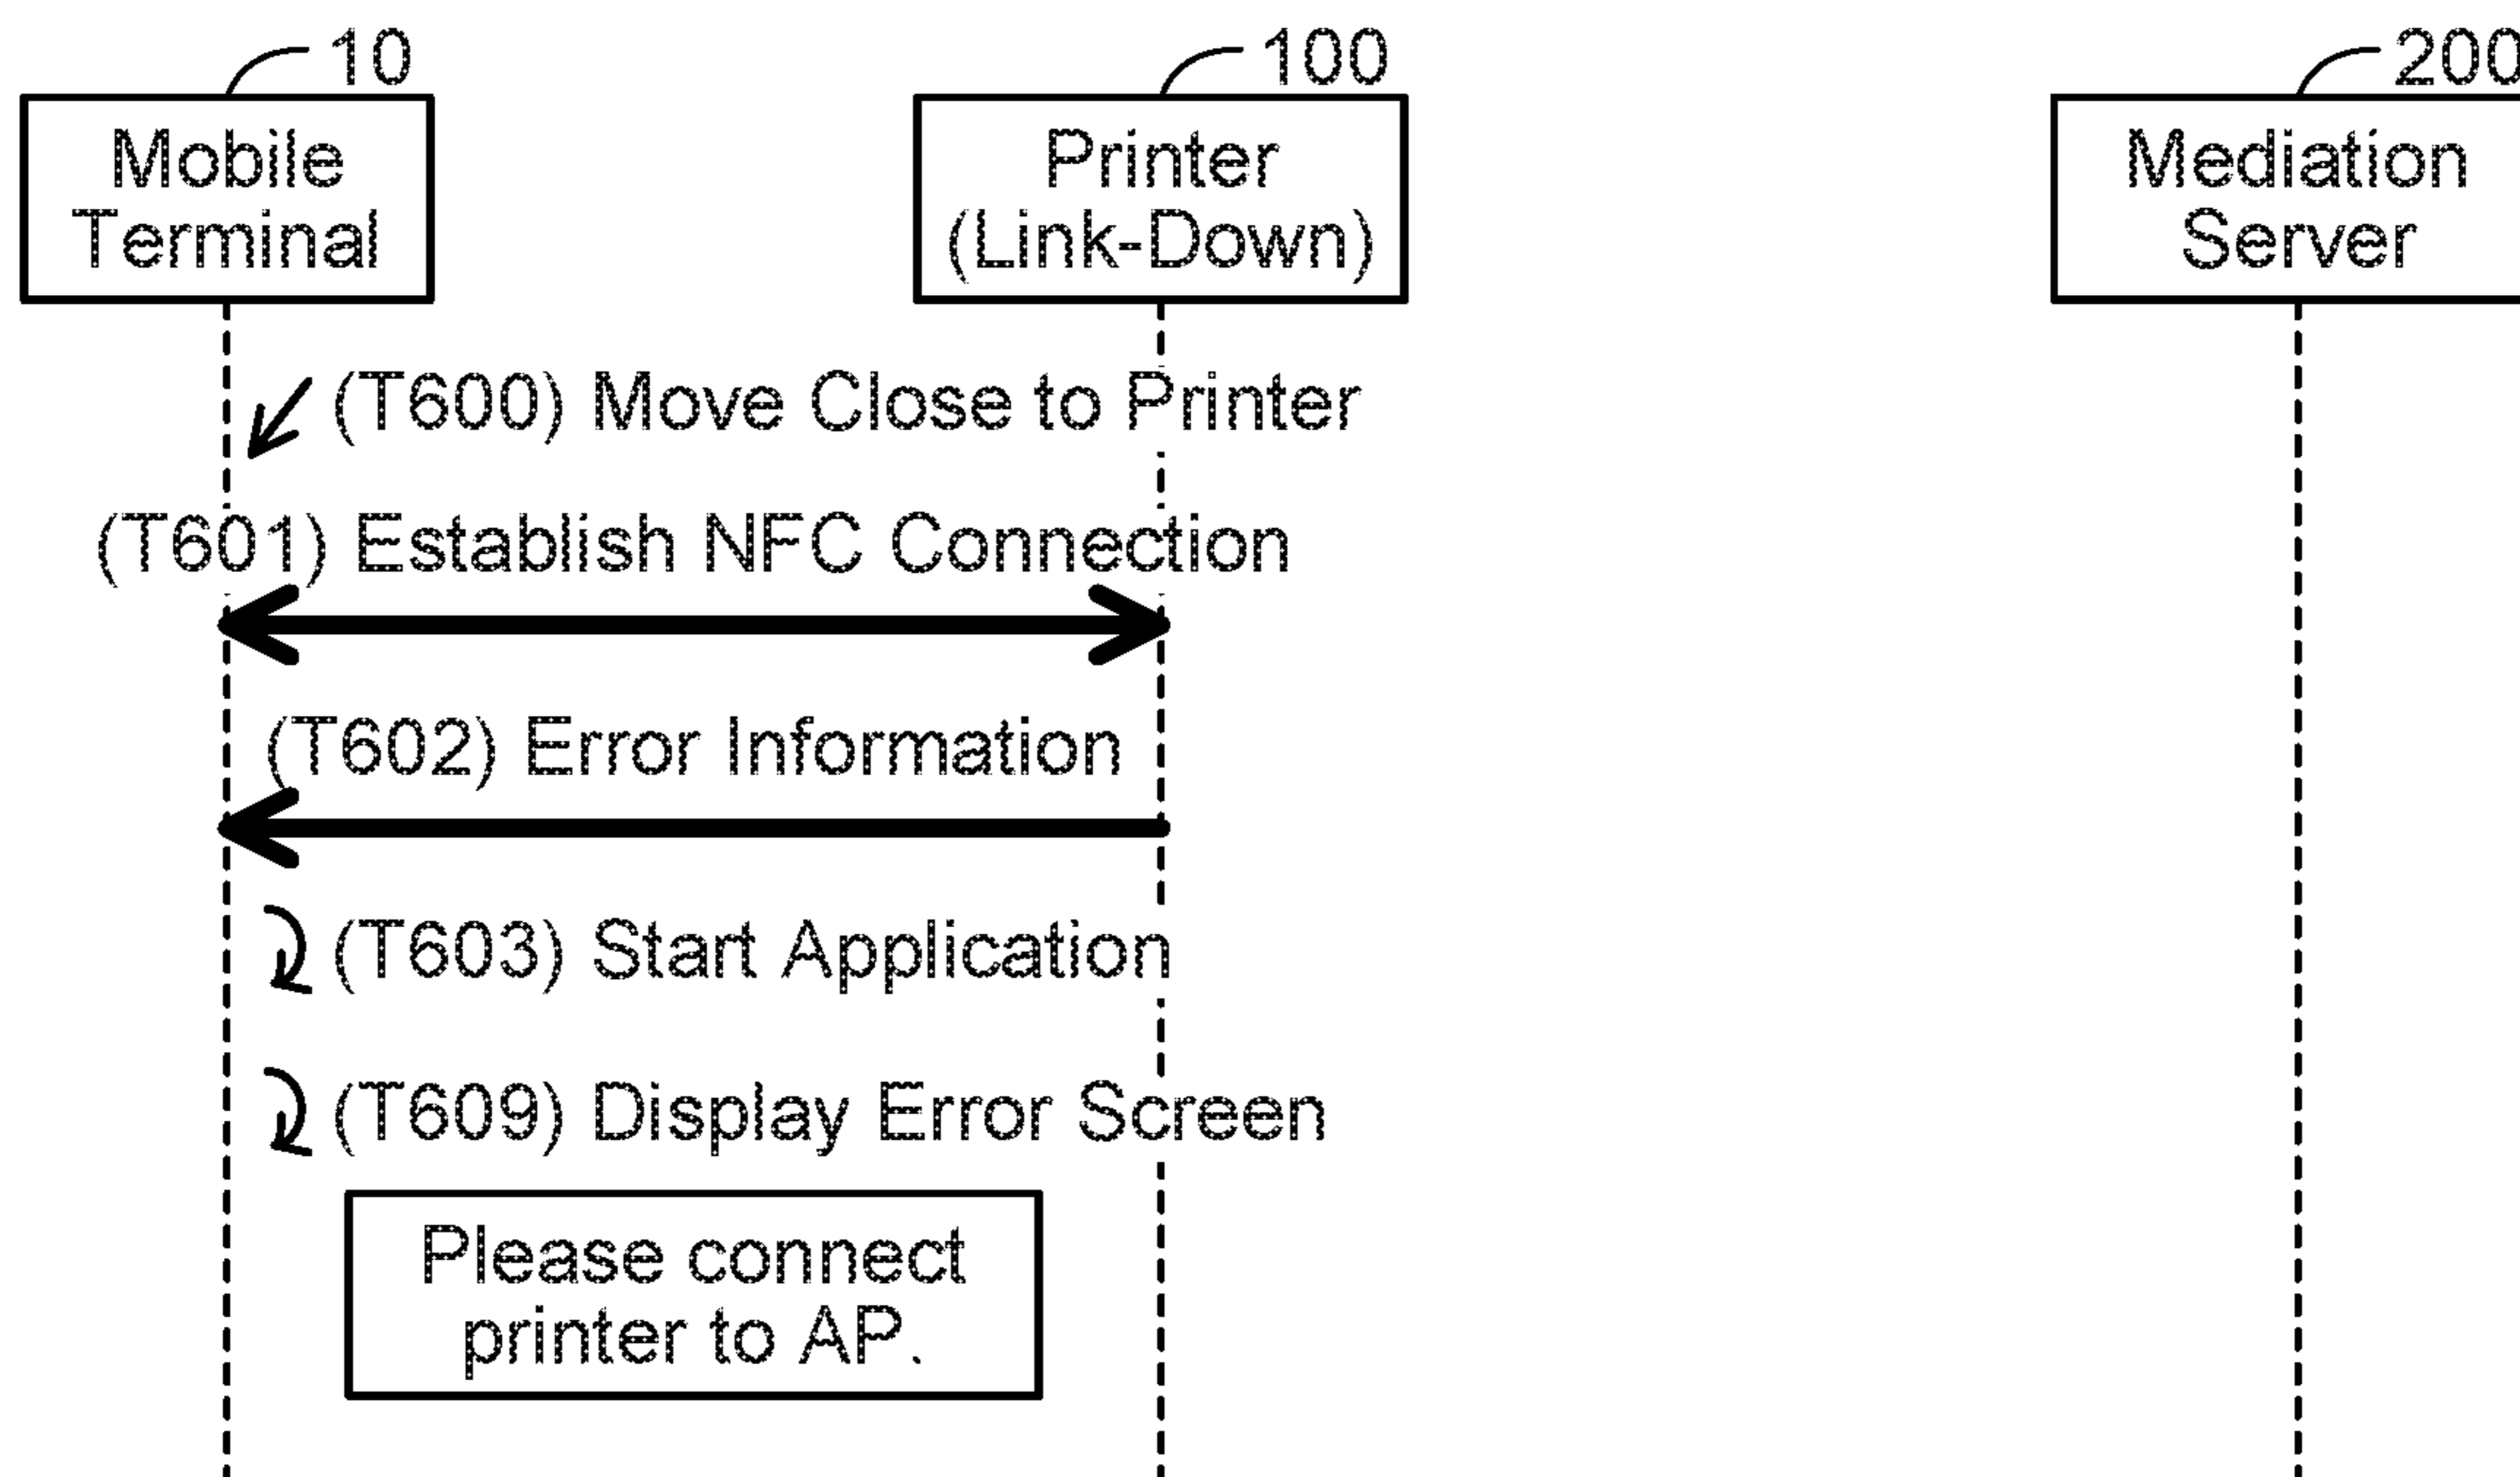 10
100
200
Mobile
Terminal
Printer
(Link-Down)
Mediation
Server
(T600) Move Close to Printer
(T601) Establish NFC Connection
(T602) Error Information
(T603) Start Application
(T609) Display Error Screen
Please connect
printer to AP.